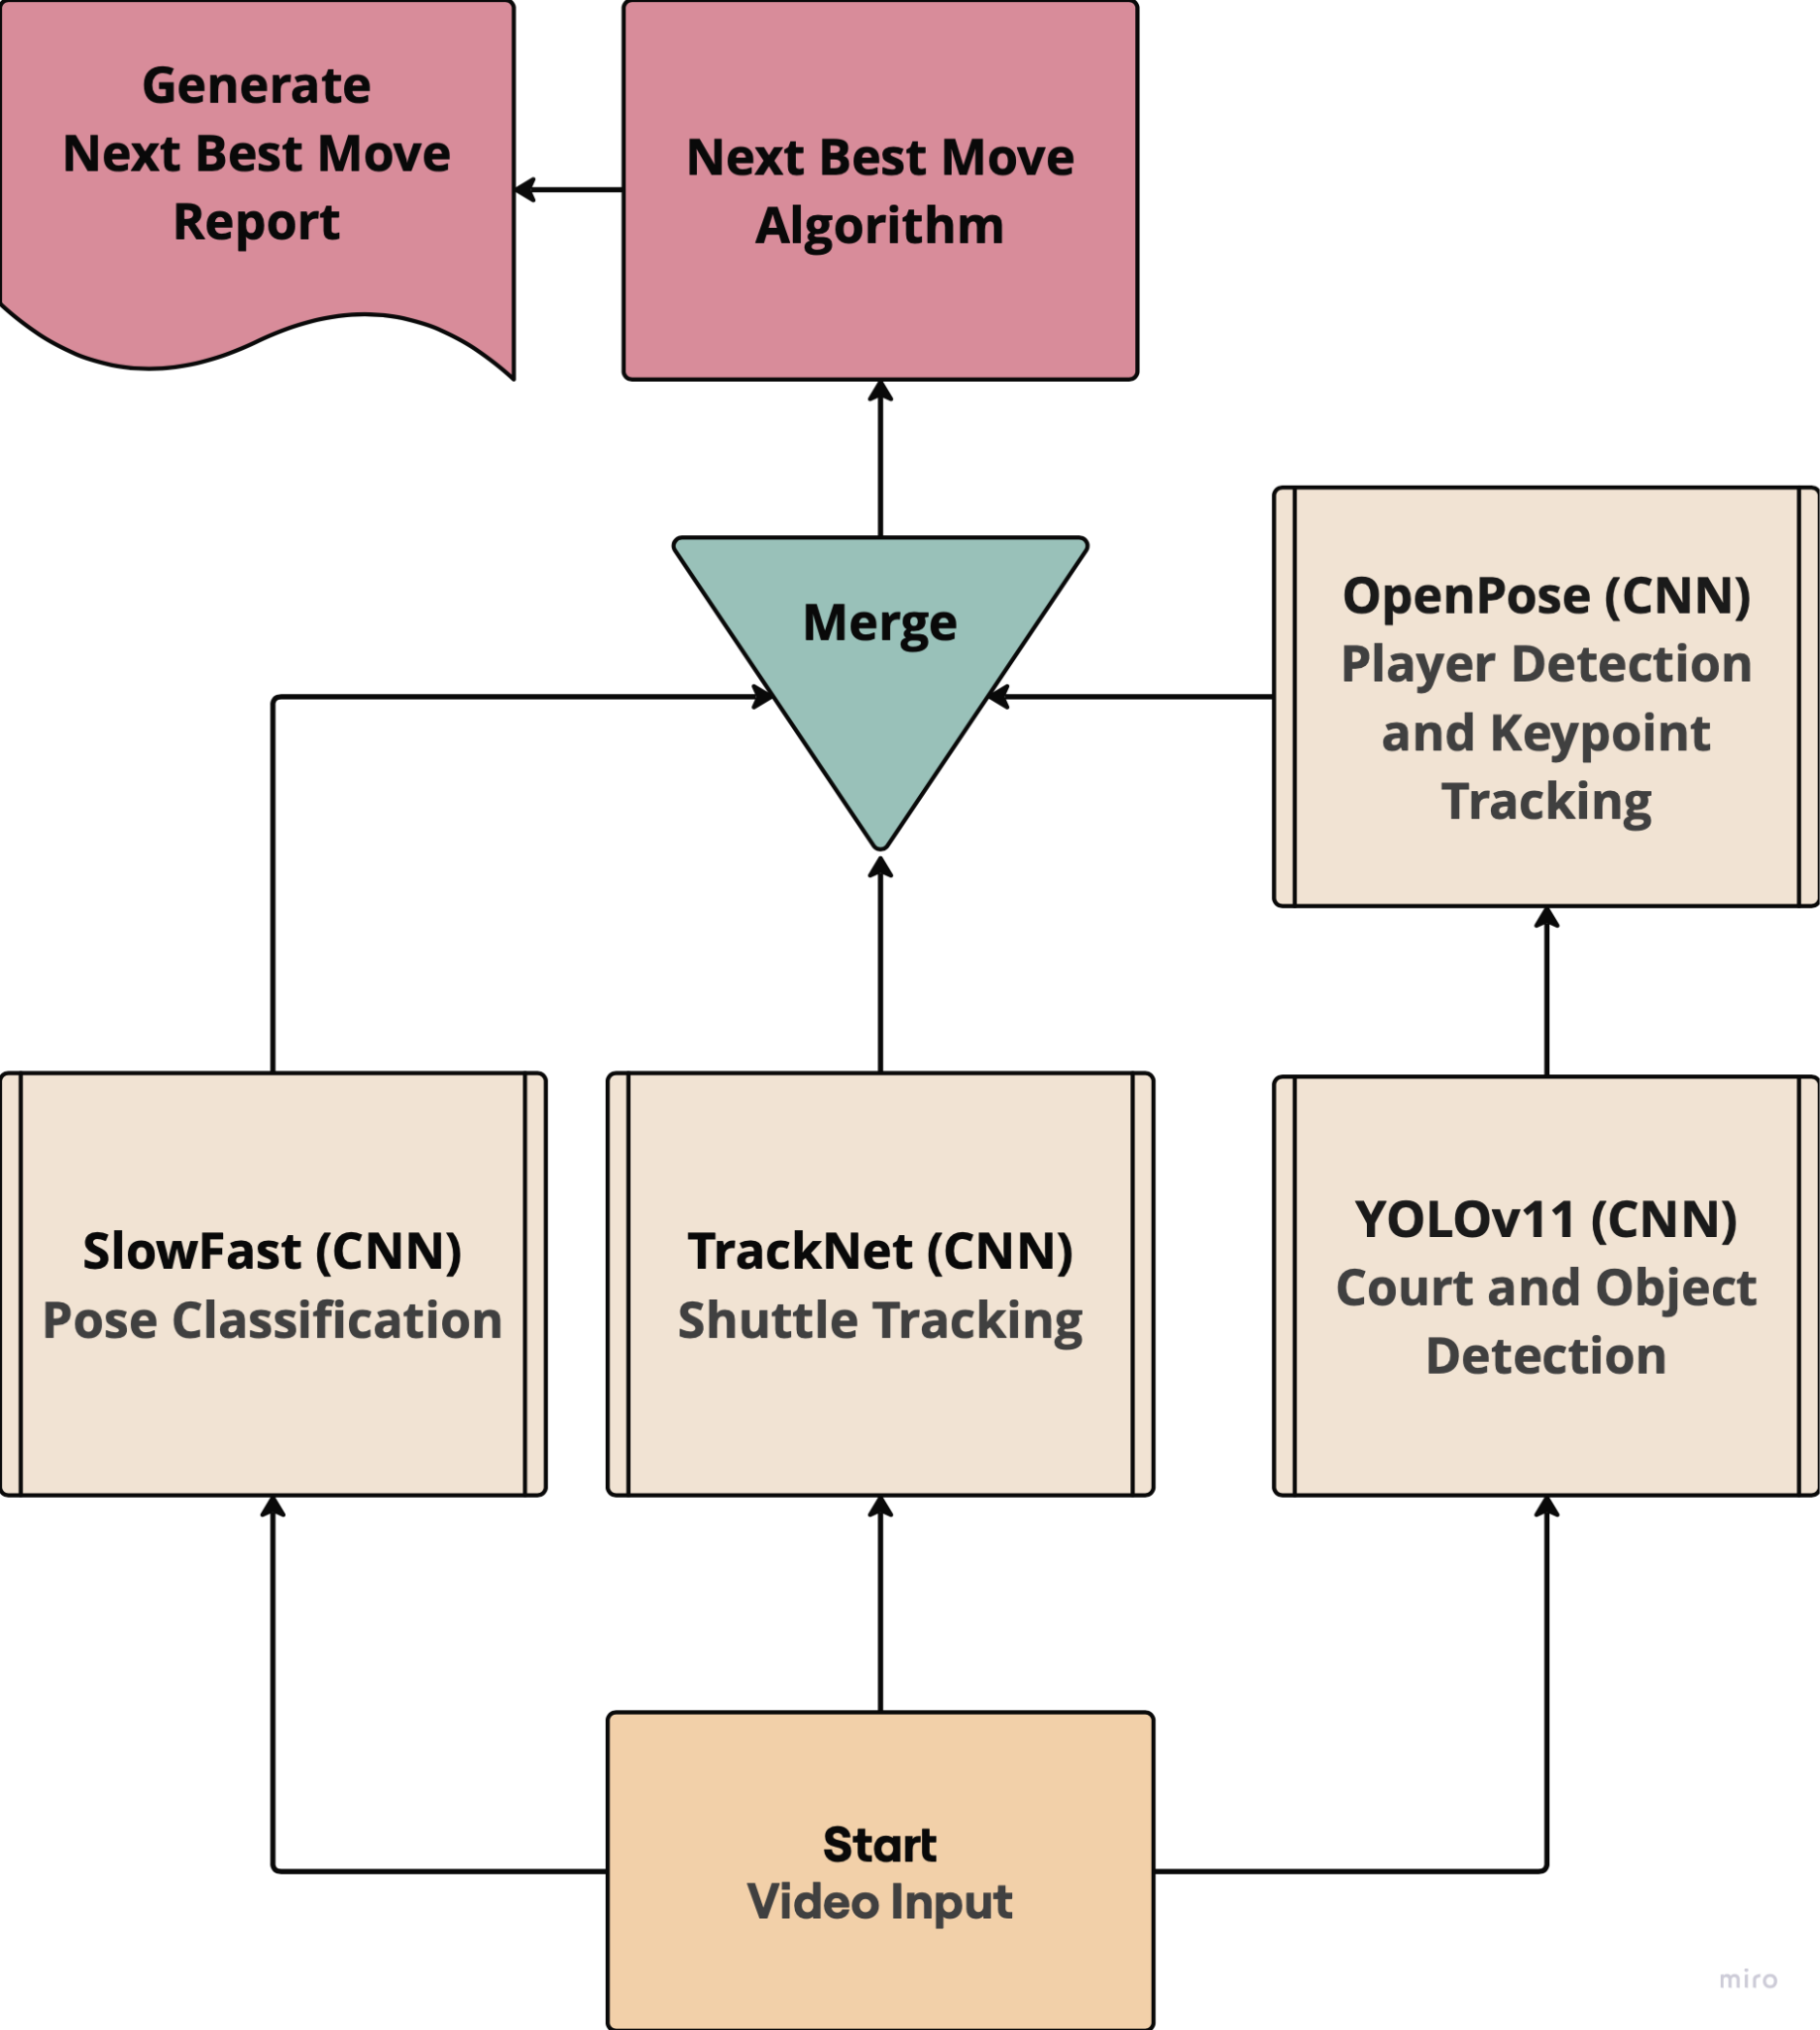 Generate
Next Best Move
Report
Next Best Move
Algorithm
Merge
OpenPose (CNN)
Player Detection
and Keypoint
Tracking
SlowFast (CNN)
Pose Classification
TrackNet (CNN)
Shuttle Tracking
YOLOv11 (CNN)
Court and Object
Detection
Start
Video Input
miro